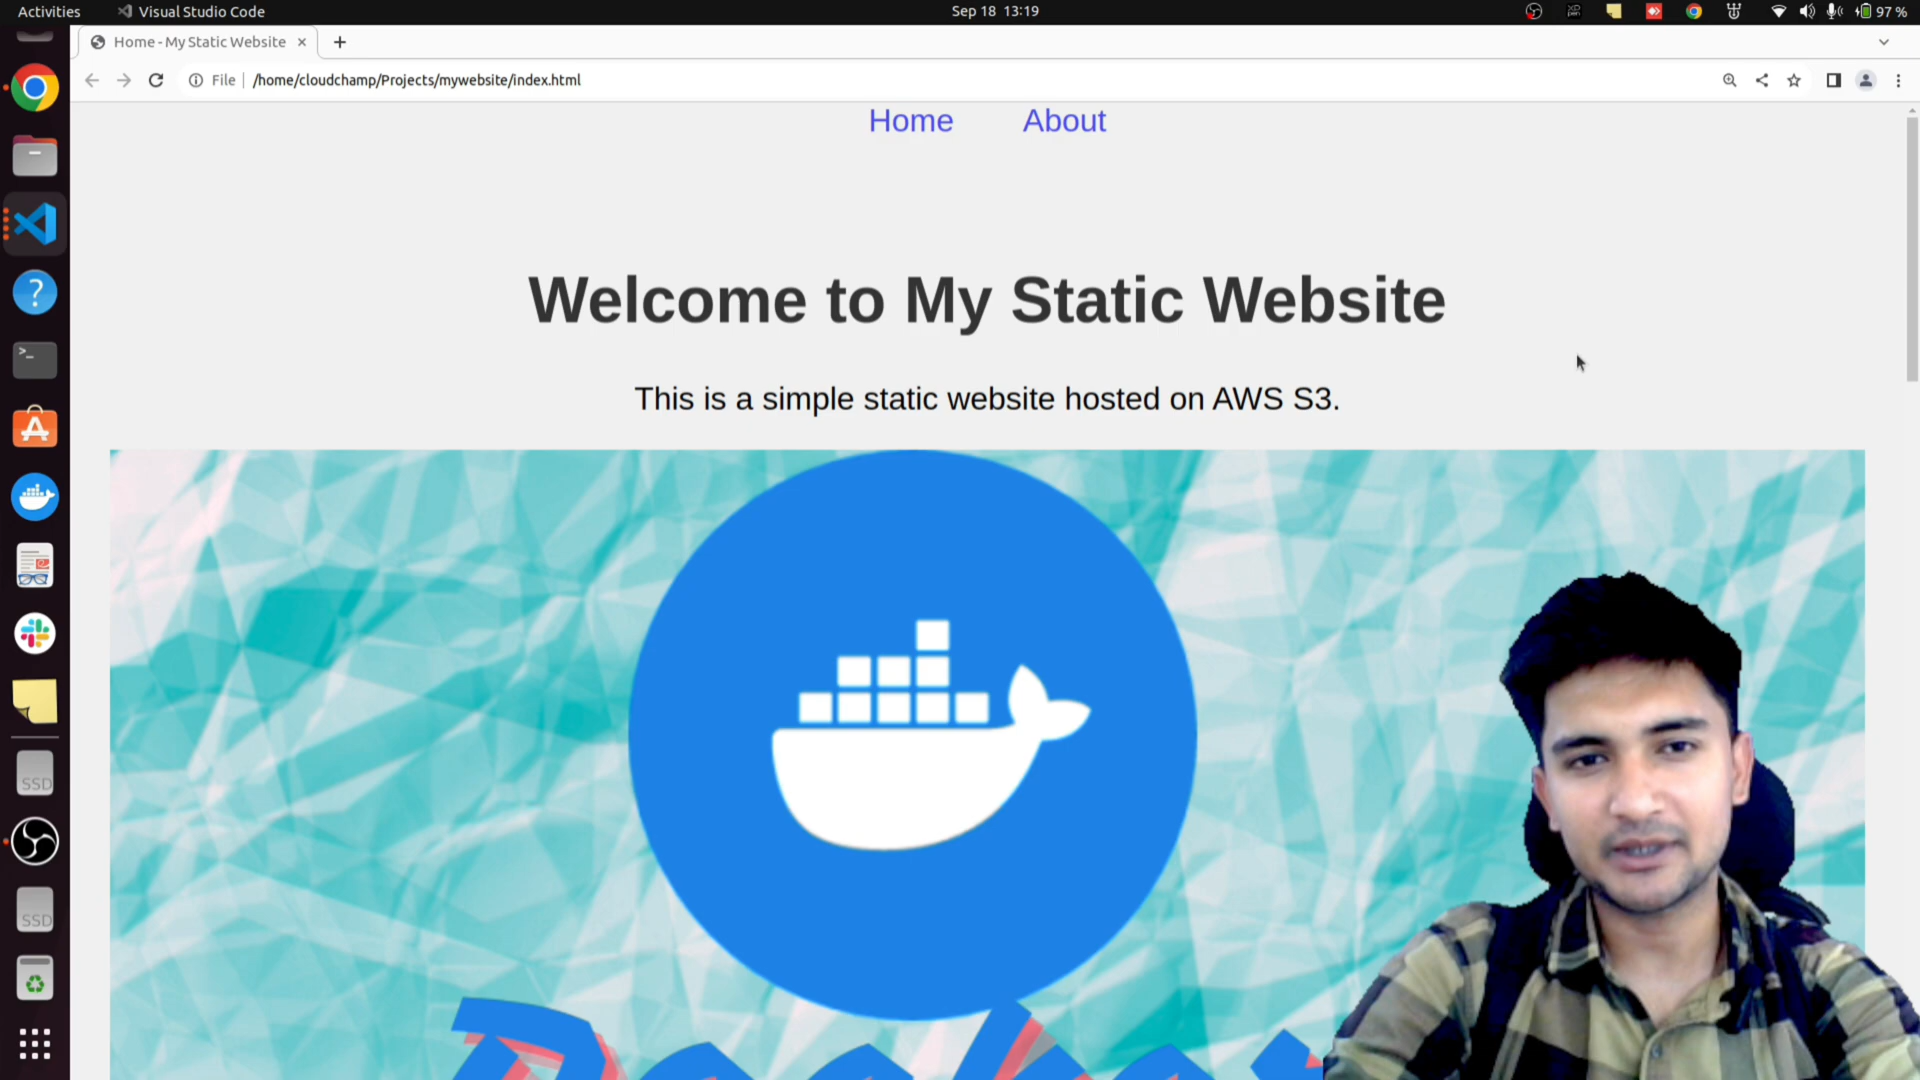 Activities
Visual Studio Code
Sep 18 13:19
97 %
Home - My Static Website
File
/home/cloudchamp/Projects/mywebsite/index.html
Home
About
Welcome to My Static Website
This is a simple static website hosted on AWS S3.
SSD
SSD